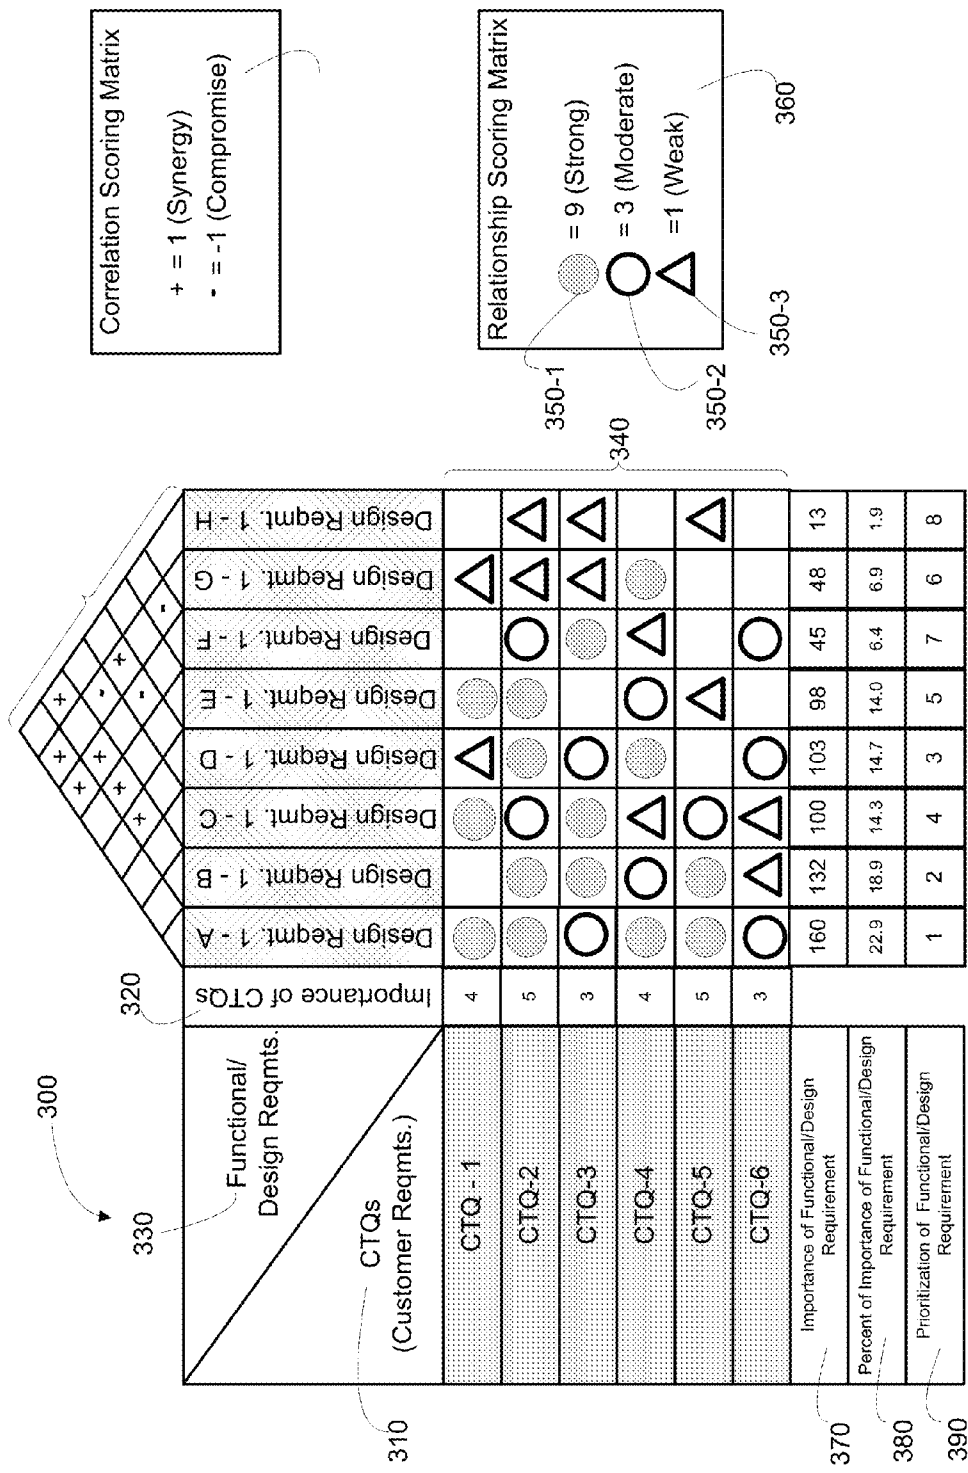 300
330
Functional/
Design Reqmts.
310
CTQs
(Customer Reqmts.)
320
Importance of CTQs
Design Reqmt. 1 - A
Design Reqmt. 1 - B
Design Reqmt. 1 - C
Design Reqmt. 1 - D
Design Reqmt. 1 - E
Design Reqmt. 1 - F
Design Reqmt. 1 - G
Design Reqmt. 1 - H
+ + + +
+ + - +
+ - -
CTQ - 1 4
CTQ-2 5
CTQ-3 3
CTQ-4 4
CTQ-5 5
CTQ-6 3
340
370
Importance of Functional/Design
Requirement
160 132 100 103 98 45 48 13
380
Percent of Importance of Functional/Design
Requirement
22.9 18.9 14.3 14.7 14.0 6.4 6.9 1.9
390
Prioritization of Functional/Design
Requirement
1 2 4 3 5 7 6 8
Correlation Scoring Matrix
+ = 1 (Synergy)
- = -1 (Compromise)
Relationship Scoring Matrix
= 9 (Strong)
= 3 (Moderate)
=1 (Weak)
350-1
350-2
350-3
360